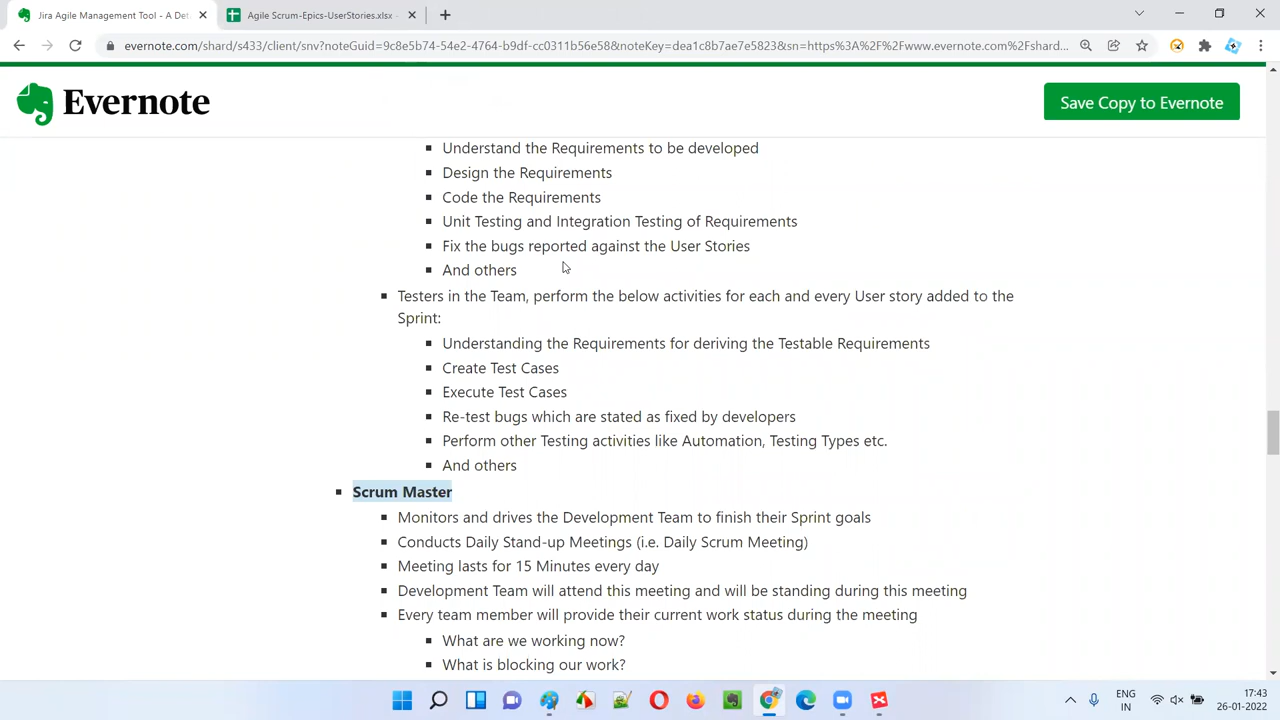 Jira Agile Management Tool - A Det
Agile Scrum-Epics-UserStories.xlsx
evernote.com/shard/s433/client/snv?noteGuid=9c8e5b74-54e2-4764-b9df-cc0311b56e58&noteKey=dea1c8b7ae7e5823&sn=https%3A%2F%2Fwww.evernote.com%2Fshard...
Evernote
Save Copy to Evernote
Understand the Requirements to be developed
Design the Requirements
Code the Requirements
Unit Testing and Integration Testing of Requirements
Fix the bugs reported against the User Stories
And others
Testers in the Team, perform the below activities for each and every User story added to the
Sprint:
Understanding the Requirements for deriving the Testable Requirements
Create Test Cases
Execute Test Cases
Re-test bugs which are stated as fixed by developers
Perform other Testing activities like Automation, Testing Types etc.
And others
Scrum Master
Monitors and drives the Development Team to finish their Sprint goals
Conducts Daily Stand-up Meetings (i.e. Daily Scrum Meeting)
Meeting lasts for 15 Minutes every day
Development Team will attend this meeting and will be standing during this meeting
Every team member will provide their current work status during the meeting
What are we working now?
What is blocking our work?
ENG
IN
17:43
26-01-2022